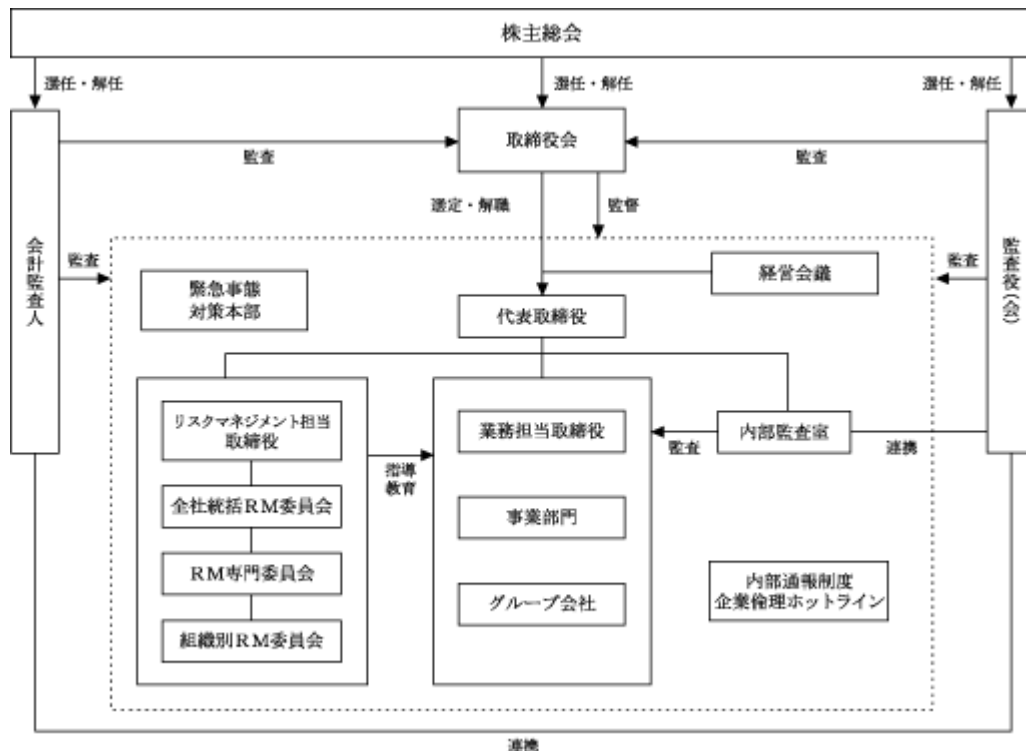 株主総会
選任・解任
選任・解任
選任・解任
取締役会
監査
監査
選定・解職
監督
会計監査人
監査
監査
監査役(会)
経営会議
緊急事態
対策本部
代表取締役
リスクマネジメント担当
取締役
業務担当取締役
内部監査室
監査
連携
指導
教育
全社統括RM委員会
事業部門
RM専門委員会
内部通報制度
企業倫理ホットライン
グループ会社
組織別RM委員会
連携